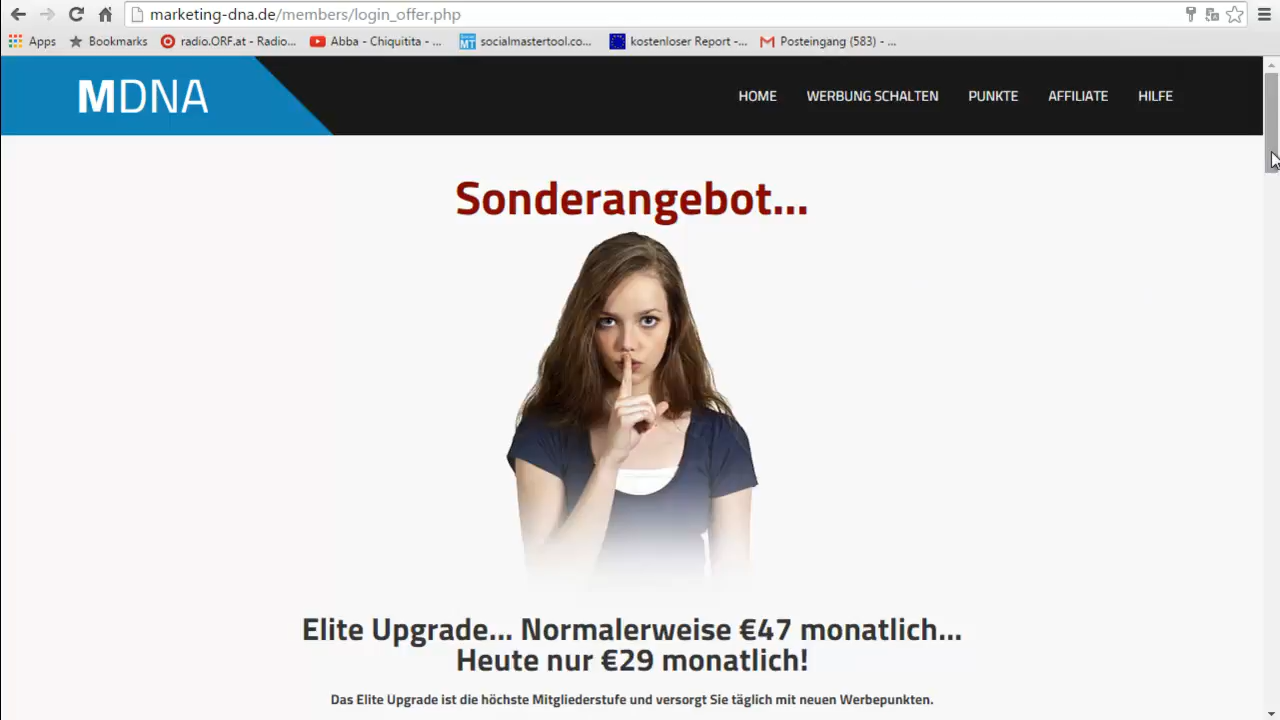 marketing-dna.de/members/login_offer.php
Apps Bookmarks radio.ORF.at - Radio... Abba - Chiquitita - ... socialmastertool.co... kostenloser Report -... Posteingang (583) - ...
MDNA HOME WERBUNG SCHALTEN PUNKTE AFFILIATE HILFE
Sonderangebot...
Elite Upgrade... Normalerweise €47 monatlich...
Heute nur €29 monatlich!
Das Elite Upgrade ist die höchste Mitgliederstufe und versorgt Sie täglich mit neuen Werbepunkten.